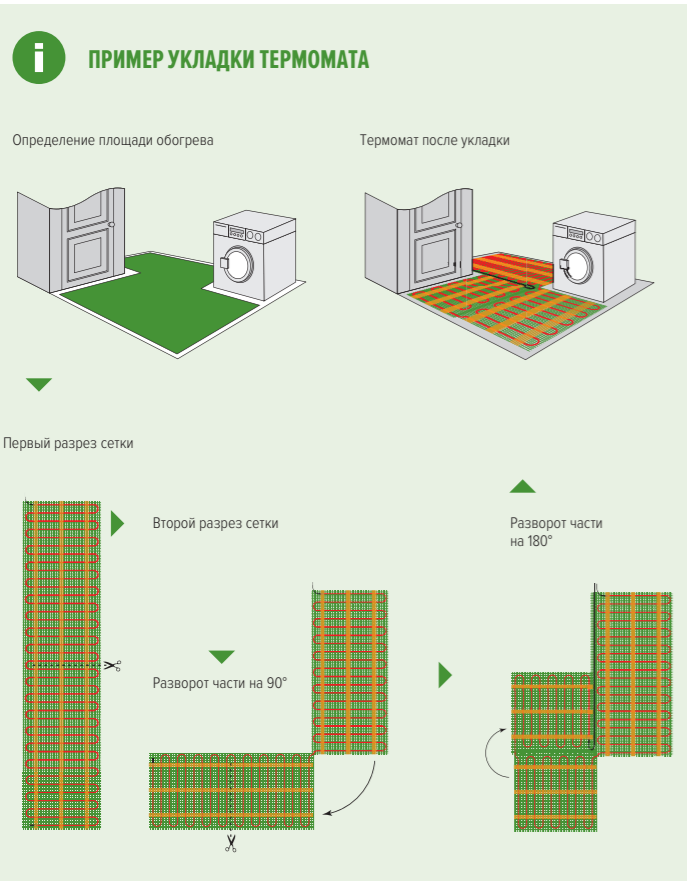 i
ПРИМЕР УКЛАДКИ ТЕРМОМАТА
Определение площади обогрева
Термомат после укладки
Первый разрез сетки
Второй разрез сетки
Разворот части на 90°
Разворот части
на 180°